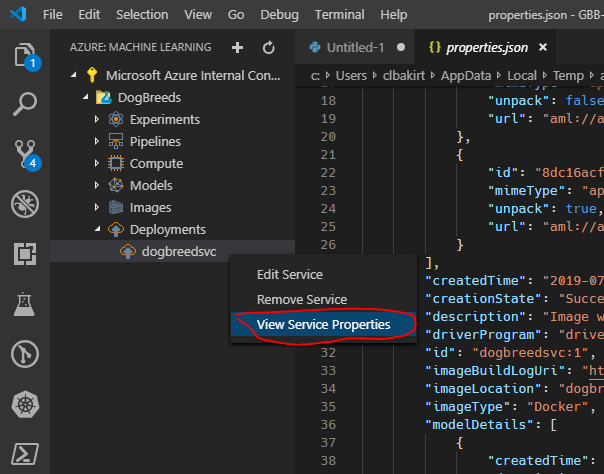 File Edit Selection View Go Debug Terminal Help properties.json - GBB-
AZURE: MACHINE LEARNING
Untitled-1 ● {} properties.json ×
Microsoft Azure Internal Con...
DogBreeds
Experiments
Pipelines
Compute
Models
Images
Deployments
dogbreedsvc
1
4
Edit Service
Remove Service
View Service Properties
c: > Users > clbakirt > AppData > Local > Temp > a
18 "unpack": false
19 "url": "aml://a
20 },
21 {
22 "id": "8dc16acf
23 "mimeType": "ap
24 "unpack": true,
25 "url": "aml://a
26 }
],
"createdTime": "2019-07
"creationState": "Succe
"description": "Image w
"driverProgram": "drive
32 "id": "dogbreedsvc:1",
33 "imageBuildLogUri": "ht
34 "imageLocation": "dogbr
35 "imageType": "Docker",
36 "modelDetails": [
37 {
38 "createdTime":